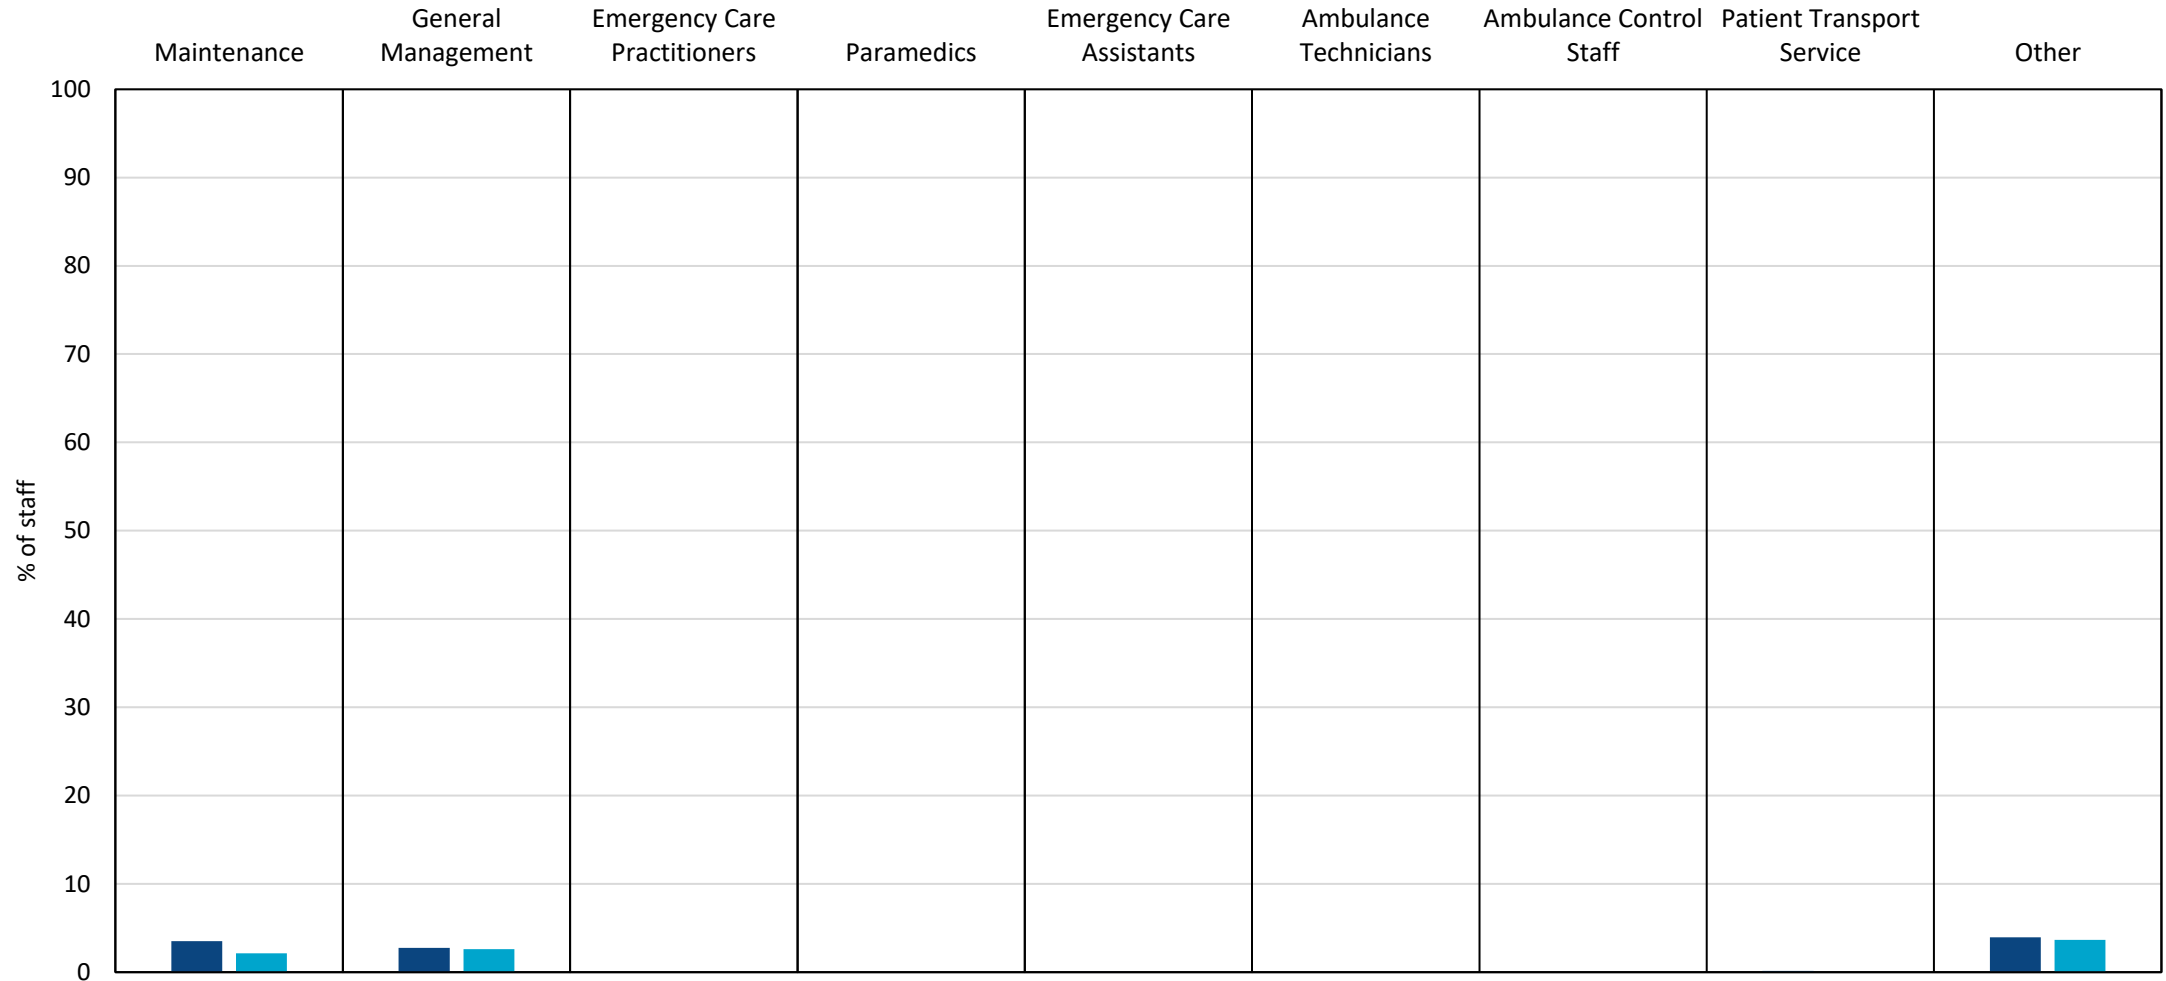 Maintenance
General
Management
Emergency Care
Practitioners
Paramedics
Emergency Care
Assistants
Ambulance
Technicians
Ambulance Control
Staff
Patient Transport
Service
Other
100
90
80
70
60
50
40
30
20
10
0
% of staff